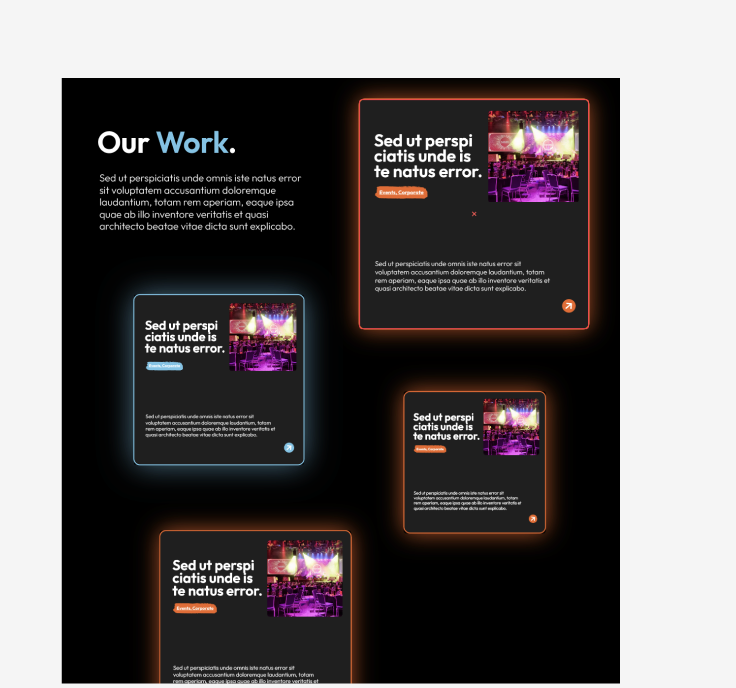 Our Work.
Sed ut perspiciatis unde omnis iste natus error
sit voluptatem accusantium doloremque
laudantium, totam rem aperiam, eaque ipsa
quae ab illo inventore veritatis et quasi
architecto beatae vitae dicta sunt explicabo.
Sed ut perspi
ciatis unde is
te natus error.
Events, Corporate
Sed ut perspiciatis unde omnis iste natus error sit
voluptatem accusantium doloremque laudantium, totam
rem aperiam, eaque ipsa quae ab illo inventore veritatis et
quasi architecto beatae vitae dicta sunt explicabo.
Sed ut perspi
ciatis unde is
te natus error.
Events, Corporate
Sed ut perspiciatis unde omnis iste natus error sit
voluptatem accusantium doloremque laudantium, totam
rem aperiam, eaque ipsa quae ab illo inventore veritatis et
quasi architecto beatae vitae dicta sunt explicabo.
Sed ut perspi
ciatis unde is
te natus error.
Events, Corporate
Sed ut perspiciatis unde omnis iste natus error sit
voluptatem accusantium doloremque laudantium, totam
rem aperiam, eaque ipsa quae ab illo inventore veritatis et
quasi architecto beatae vitae dicta sunt explicabo.
Sed ut perspi
ciatis unde is
te natus error.
Events, Corporate
Sed ut perspiciatis unde omnis iste natus error sit
voluptatem accusantium doloremque laudantium, totam
rem aperiam, eaque ipsa quae ab illo inventore veritatis et